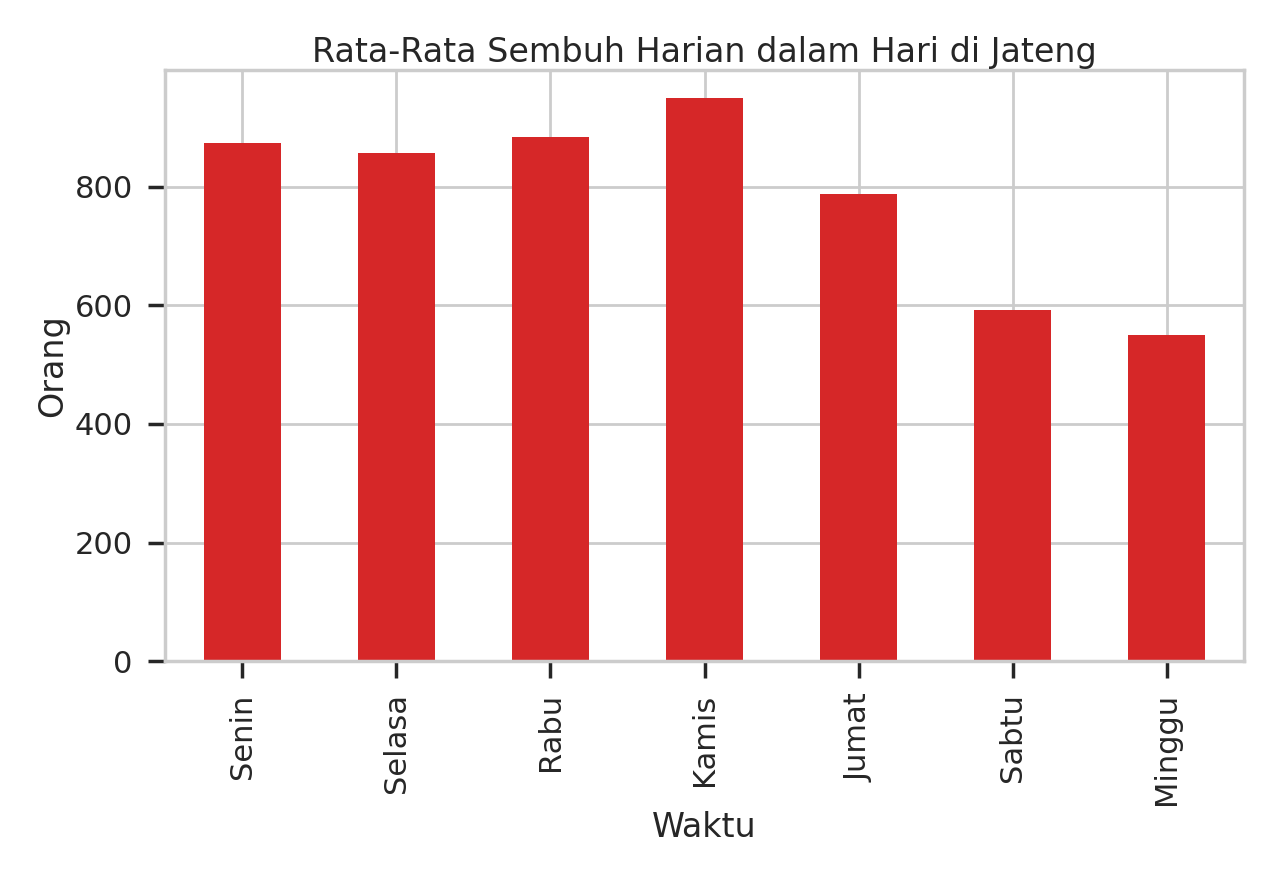 Rata-Rata Sembuh Harian dalam Hari di Jateng
Orang
800
600
400
200
0
Senin
Selasa
Rabu
Kamis
Jumat
Sabtu
Minggu
Waktu